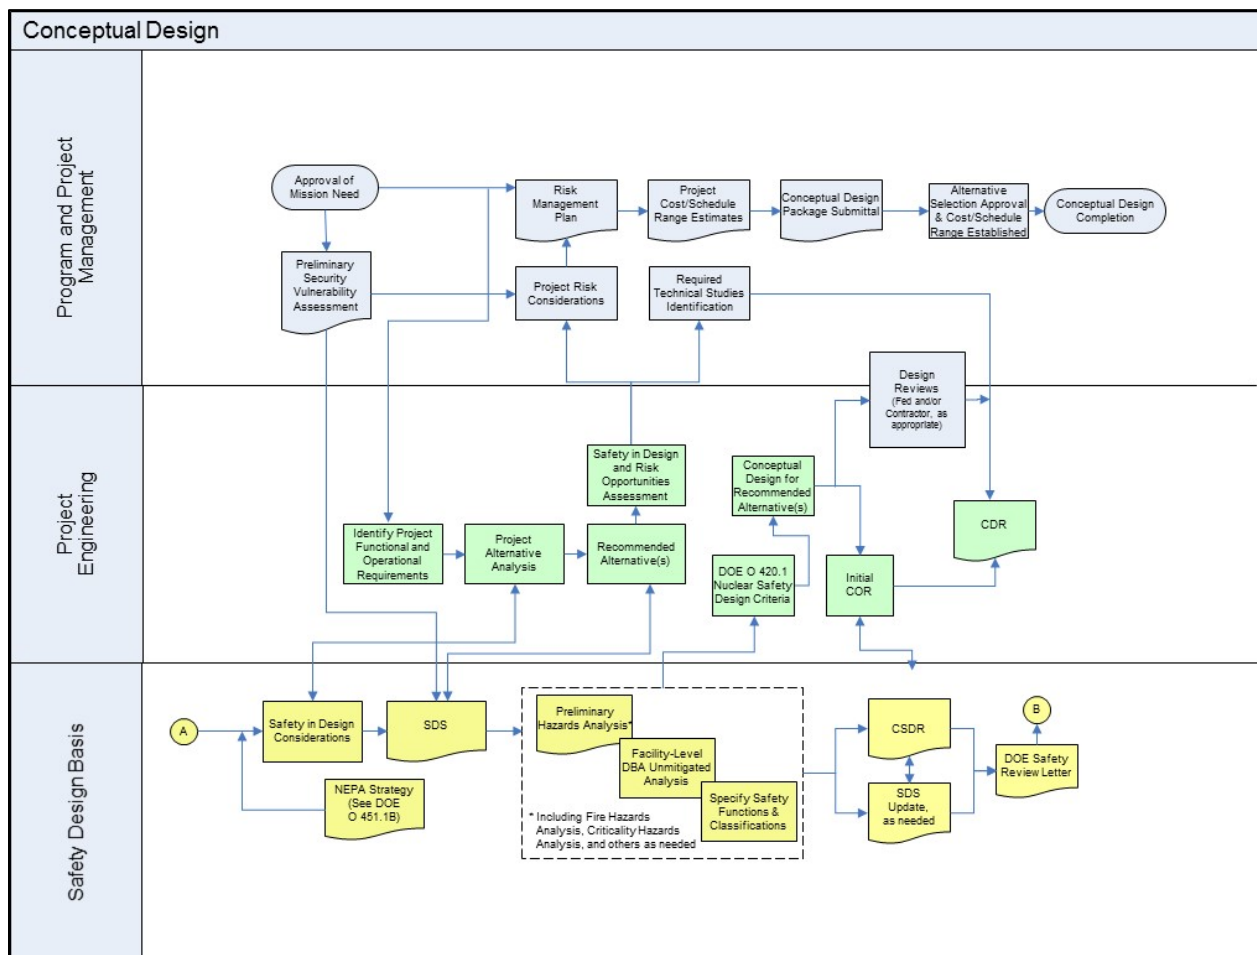 Conceptual Design
Program and Project
Management
Approval of
Mission Need
Risk
Management
Plan
Project
Cost/Schedule
Range Estimates
Conceptual Design
Package Submittal
Alternative
Selection Approval
& Cost/Schedule
Range Established
Conceptual Design
Completion
Preliminary
Security
Vulnerability
Assessment
Project Risk
Considerations
Required
Technical Studies
Identification
Project
Engineering
Design
Reviews
(Fed and/or
Contractor, as
appropriate)
Safety in Design
and Risk
Opportunities
Assessment
Conceptual
Design for
Recommended
Alternative(s)
Identify Project
Functional and
Operational
Requirements
Project
Alternative
Analysis
Recommended
Alternative(s)
DOE O 420.1
Nuclear Safety
Design Criteria
Initial
COR
CDR
Safety Design Basis
A
Safety in Design
Considerations
SDS
NEPA Strategy
(See DOE
O 451.1B)
Preliminary
Hazards Analysis*
Facility-Level
DBA Unmitigated
Analysis
Specify Safety
Functions &
Classifications
* Including Fire Hazards
Analysis, Criticality Hazards
Analysis, and others as needed
CSDR
SDS
Update,
as needed
B
DOE Safety
Review Letter